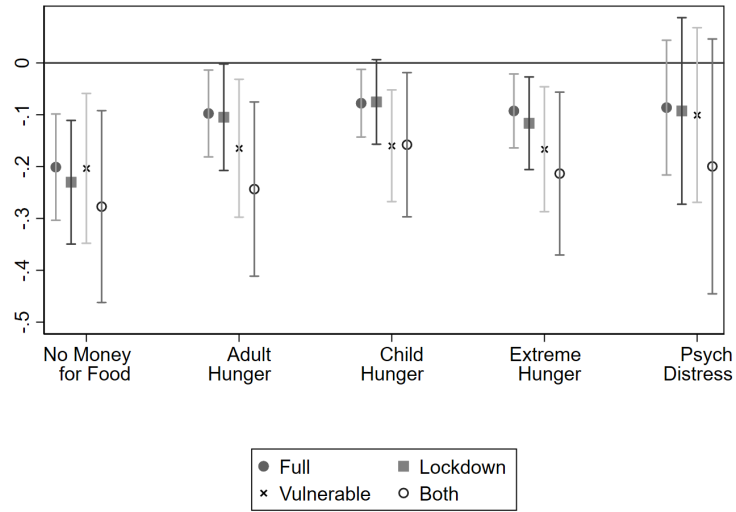 0
-.1
-.2
-.3
-.4
-.5
No Money Adult Child Extreme Psych
for Food Hunger Hunger Hunger Distress
Full Lockdown
Vulnerable Both